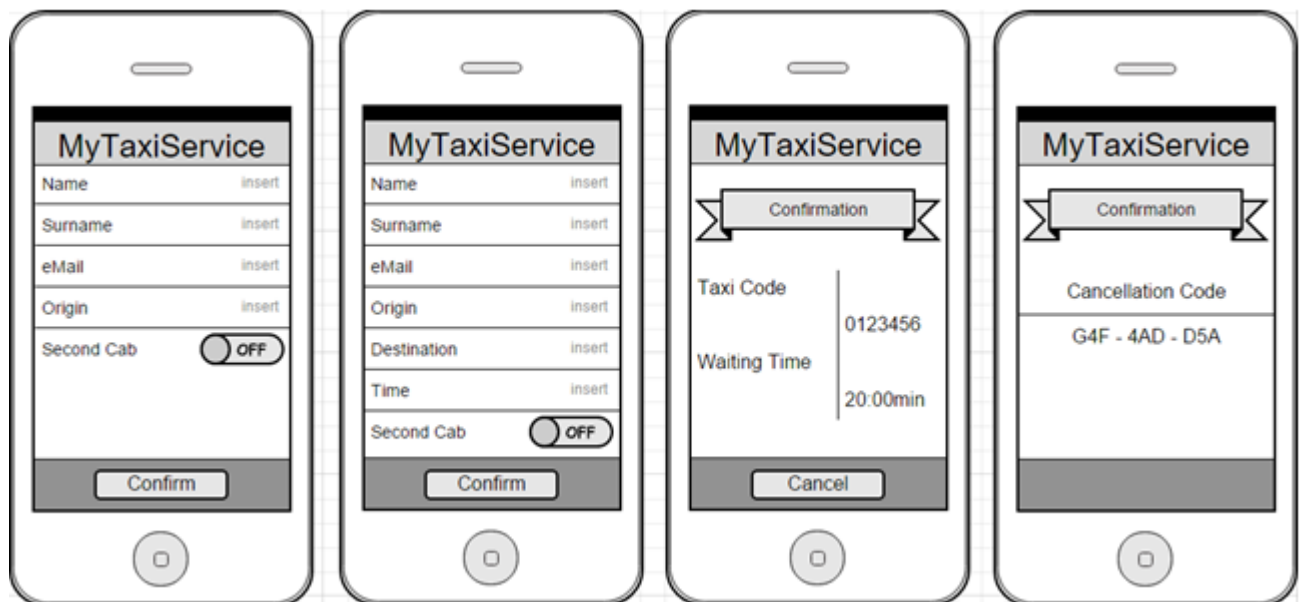 MyTaxiService
Name insert
Surname insert
eMail insert
Origin insert
Second Cab OFF
Confirm
MyTaxiService
Name insert
Surname insert
eMail insert
Origin insert
Destination insert
Time insert
Second Cab OFF
Confirm
MyTaxiService
Confirmation
Taxi Code
0123456
Waiting Time
20:00min
Cancel
MyTaxiService
Confirmation
Cancellation Code
G4F - 4AD - D5A